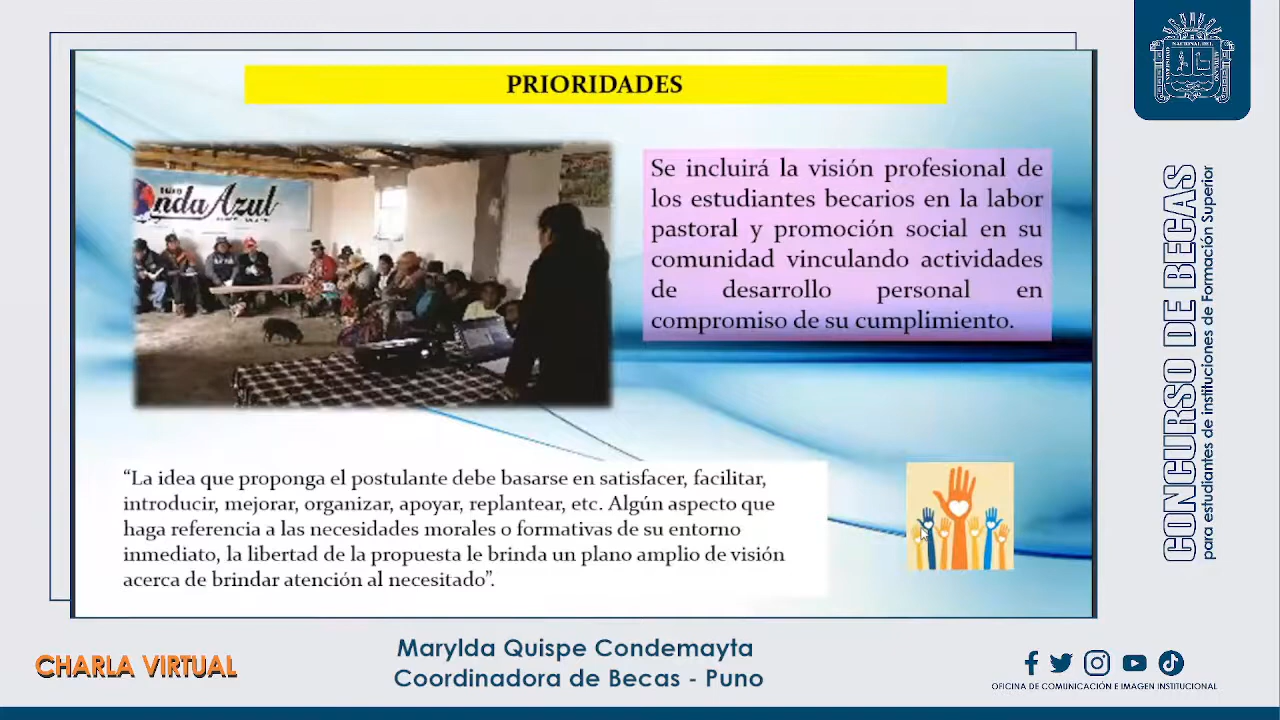 PRIORIDADES
nda Azul
Se incluirá la visión profesional de
los estudiantes becarios en la labor
pastoral y promoción social en su
comunidad vinculando actividades
de desarrollo personal en
compromiso de su cumplimiento.
“La idea que proponga el postulante debe basarse en satisfacer, facilitar,
introducir, mejorar, organizar, apoyar, replantear, etc. Algún aspecto que
haga referencia a las necesidades morales o formativas de su entorno
inmediato, la libertad de la propuesta le brinda un plano amplio de visión
acerca de brindar atención al necesitado”.
CONCURSO DE BECAS
para estudiantes de instituciones de Formación Superior
CHARLA VIRTUAL
Marylda Quispe Condemayta
Coordinadora de Becas - Puno
OFICINA DE COMUNICACIÓN E IMAGEN INSTITUCIONAL